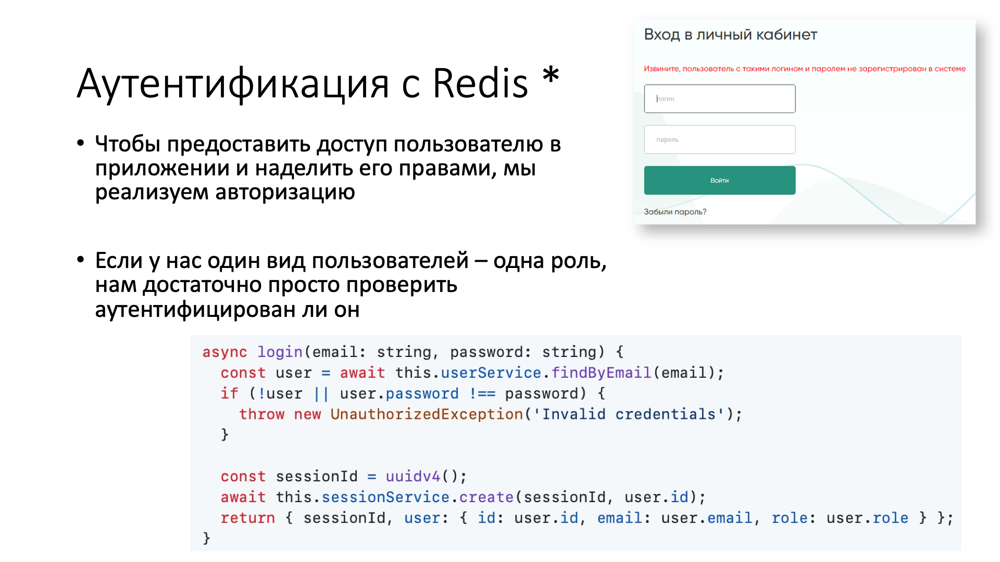 Аутентификация с Redis *
• Чтобы предоставить доступ пользователю в
приложении и наделить его правами, мы
реализуем авторизацию
• Если у нас один вид пользователей – одна роль,
нам достаточно просто проверить
аутентифицирован ли он
Вход в личный кабинет
Извините, пользователь с такими логином и паролем не зарегистрирован в системе
логин
пароль
Войти
Забыли пароль?
async login(email: string, password: string) {
  const user = await this.userService.findByEmail(email);
  if (!user || user.password !== password) {
    throw new UnauthorizedException('Invalid credentials');
  }
  const sessionId = uuidv4();
  await this.sessionService.create(sessionId, user.id);
  return { sessionId, user: { id: user.id, email: user.email, role: user.role } };
}